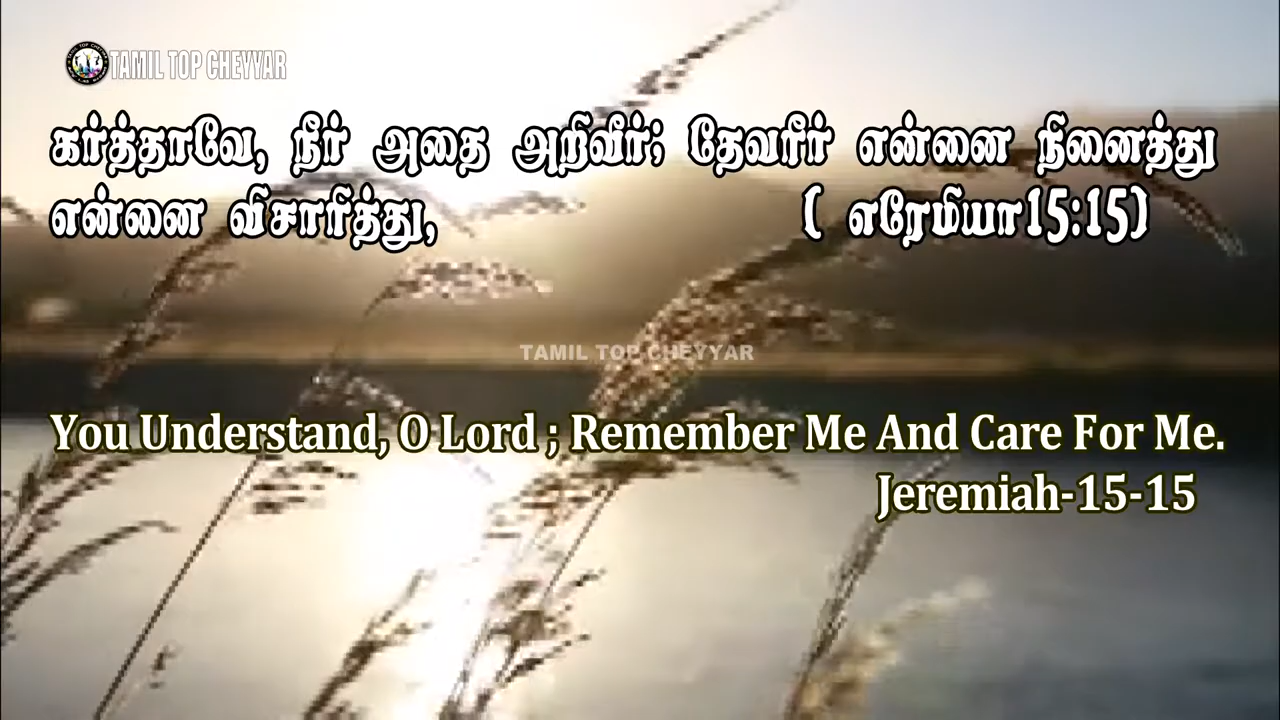 TAMIL TOP CHEYYAR
கர்த்தாவே, நீர் அதை அறிவீர்; தேவரீர் என்னை நினைத்து
என்னை விசாரித்து, ( எரேமியா15:15)
TAMIL TOP CHEYYAR
You Understand, O Lord ; Remember Me And Care For Me.
Jeremiah-15-15